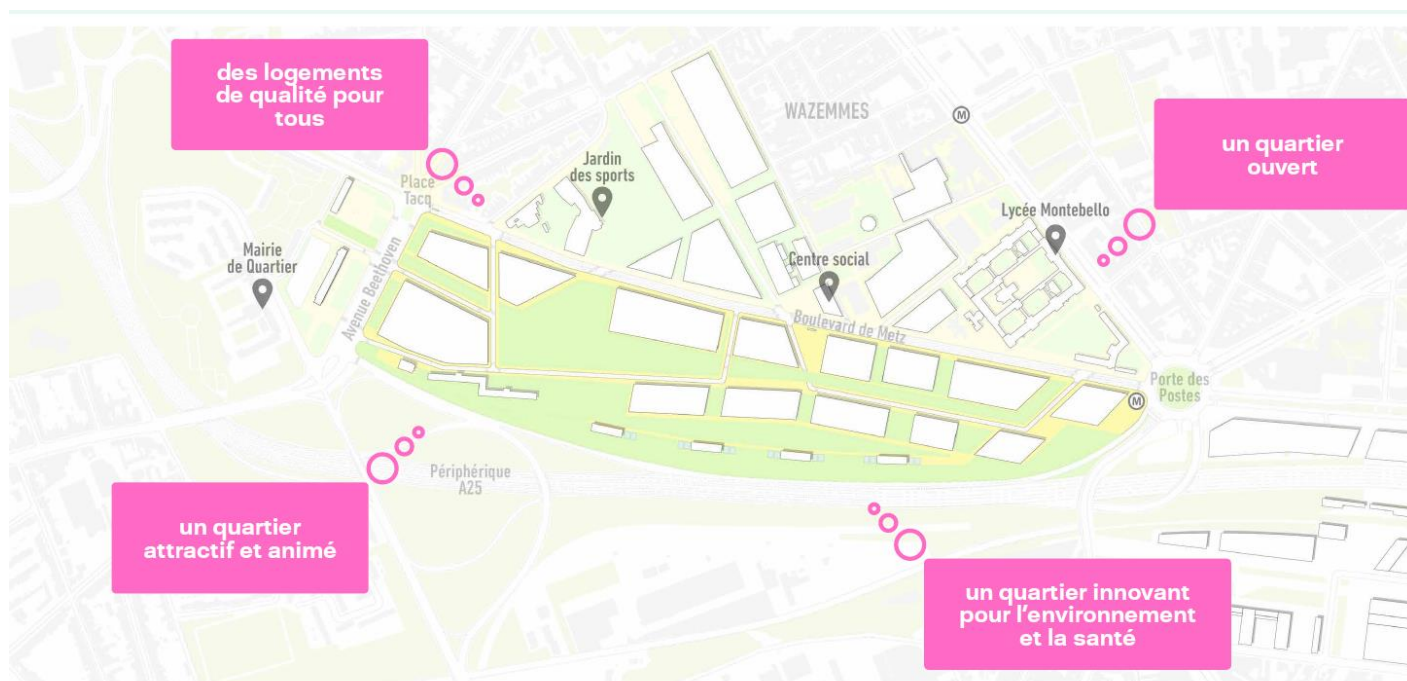 des logements
de qualité pour
tous
WAZEMMES
M
un quartier
ouvert
Jardin
des sports
Place
Tacq
Lycée Montebello
Mairie
de Quartier
Avenue Beethoven
Centre social
Boulevard de Metz
Porte des
Postes
M
Périphérique
A25
un quartier
attractif et animé
un quartier innovant
pour l'environnement
et la santé